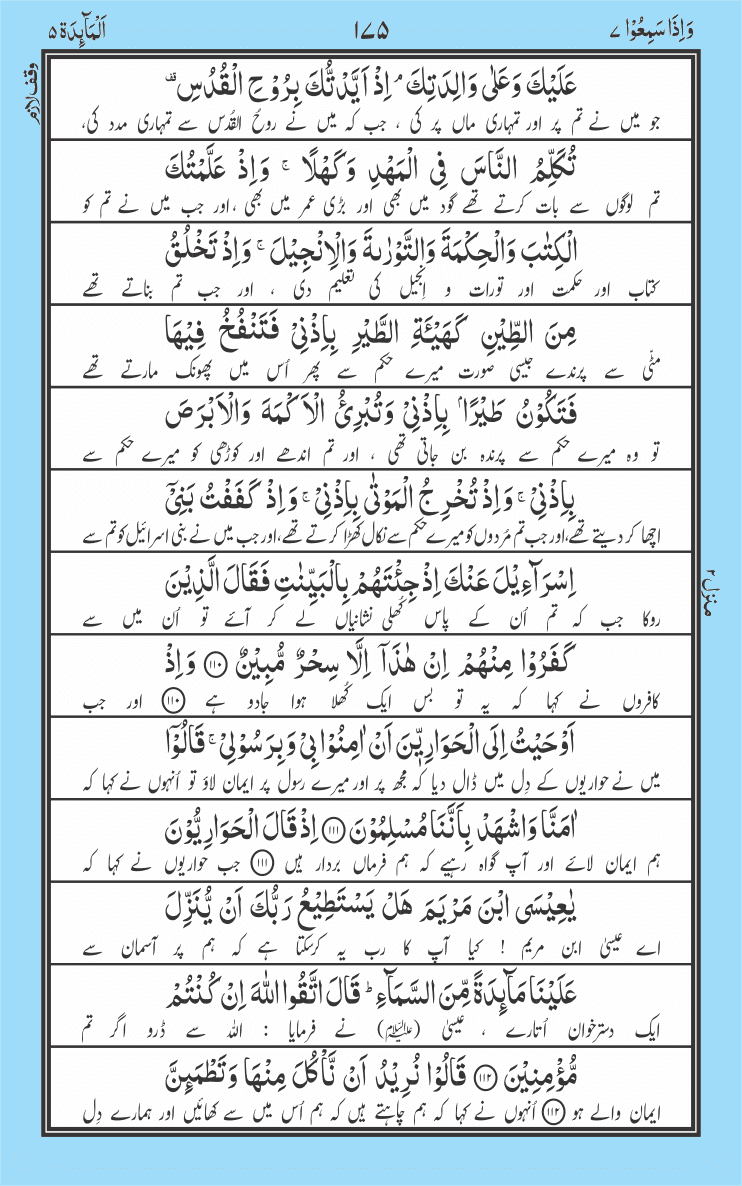 وَاِذَا سَمِعُوْا ٧
١٧٥
اَلْمَآئِدَة ٥
وقف لازم
عَلَيْكَ وَعَلٰى وَالِدَتِكَ ۘ اِذْ اَيَّدْتُّكَ بِرُوْحِ الْقُدُسِ ۫
جو میں نے تم پر اور تمہاری ماں پر کی ، جب کہ میں نے روحُ القُدس سے تمہاری مدد کی،
تُكَلِّمُ النَّاسَ فِي الْمَهْدِ وَكَهْلًا ۚ وَاِذْ عَلَّمْتُكَ
تم لوگوں سے بات کرتے تھے گود میں بھی اور بڑی عمر میں بھی ،اور جب میں نے تم کو
الْكِتٰبَ وَالْحِكْمَةَ وَالتَّوْرٰىةَ وَالْاِنْجِيْلَ ۚ وَاِذْ تَخْلُقُ
کتاب اور حکمت اور تورات و اِنجیل کی تعلیم دی ، اور جب تم بناتے تھے
مِنَ الطِّيْنِ كَهَيْـَٔةِ الطَّيْرِ بِاِذْنِيْ فَتَنْفُخُ فِيْهَا
مٹّی سے پرندے جیسی صورت میرے حکم سے پھر اُس میں پھونک مارتے تھے
فَتَكُوْنُ طَيْرًاۢ بِاِذْنِيْ وَتُبْرِئُ الْاَكْمَهَ وَالْاَبْرَصَ
تو وہ میرے حکم سے پرندہ بن جاتی تھی ، اور تم اندھے اور کوڑھی کو میرے حکم سے
بِاِذْنِيْ ۚ وَاِذْ تُخْرِجُ الْمَوْتٰى بِاِذْنِيْ ۚ وَاِذْ كَفَفْتُ بَنِيْٓ
اچھا کر دیتے تھے،اور جب تم مُردوں کو میرے حکم سے نکال کھڑا کرتے تھے،اور جب میں نے بنی اسرائیل کو تم سے
اِسْرَآءِيْلَ عَنْكَ اِذْ جِئْتَهُمْ بِالْبَيِّنٰتِ فَقَالَ الَّذِيْنَ
روکا جب کہ تم اُن کے پاس کُھلی نشانیاں لے کر آئے تو اُن میں سے
منزل ٢
كَفَرُوْا مِنْهُمْ اِنْ هٰذَآ اِلَّا سِحْرٌ مُّبِيْنٌ ﴿١١٠﴾ وَاِذْ
کافروں نے کہا کہ یہ تو بس ایک کُھلا ہوا جادو ہے ﴿١١٠﴾ اور جب
اَوْحَيْتُ اِلَى الْحَوَارِيّٖنَ اَنْ اٰمِنُوْا بِيْ وَبِرَسُوْلِيْ ۚ قَالُوْٓا
میں نے حواریوں کے دِل میں ڈال دیا کہ مجھ پر اور میرے رسول پر ایمان لاؤ تو اُنہوں نے کہا کہ
اٰمَنَّا وَاشْهَدْ بِاَنَّنَا مُسْلِمُوْنَ ﴿١١١﴾ اِذْ قَالَ الْحَوَارِيُّوْنَ
ہم ایمان لائے اور آپ گواہ رہیے کہ ہم فرماں بردار ہیں ﴿١١١﴾ جب حواریوں نے کہا کہ
يٰعِيْسَى ابْنَ مَرْيَمَ هَلْ يَسْتَطِيْعُ رَبُّكَ اَنْ يُّنَزِّلَ
اے عیسیٰ ابن مریم ! کیا آپ کا رب یہ کرسکتا ہے کہ ہم پر آسمان سے
عَلَيْنَا مَآئِدَةً مِّنَ السَّمَآءِ ؕ قَالَ اتَّقُوا اللّٰهَ اِنْ كُنْتُمْ
ایک دسترخوان اُتارے ، عیسیٰ (علیہ السلام) نے فرمایا : اللہ سے ڈرو اگر تم
مُّؤْمِنِيْنَ ﴿١١٢﴾ قَالُوْا نُرِيْدُ اَنْ نَّاْكُلَ مِنْهَا وَتَطْمَىِٕنَّ
ایمان والے ہو ﴿١١٢﴾ اُنہوں نے کہا کہ ہم چاہتے ہیں کہ ہم اُس میں سے کھائیں اور ہمارے دِل